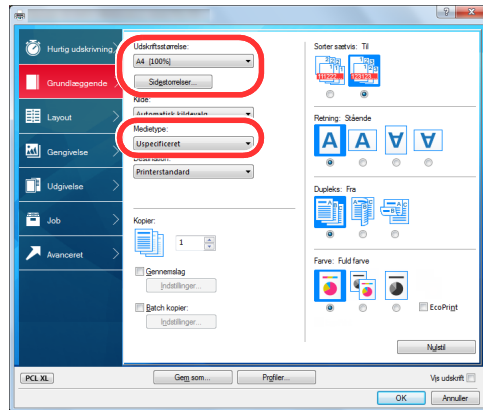 Hurtig udskrivning
Grundlæggende
Layout
Gengivelse
Udgivelse
Job
Avanceret
Udskriftsstørrelse:
A4 [100%]
Sidestørrelser...
Kilde:
Automatisk kildevalg
Medietype:
Uspecificeret
Destination:
Printerstandard
Kopier:
1
Gennemslag
Indstillinger...
Batch kopier:
Indstillinger...
Sorter sætvis: Til
111222
123123
Retning: Stående
A A A A
Dupleks: Fra
Farve: Fuld farve
EcoPrint
Nulstil
PCL XL
Gem som...
Profiler...
Vis udskrift
OK
Annuller